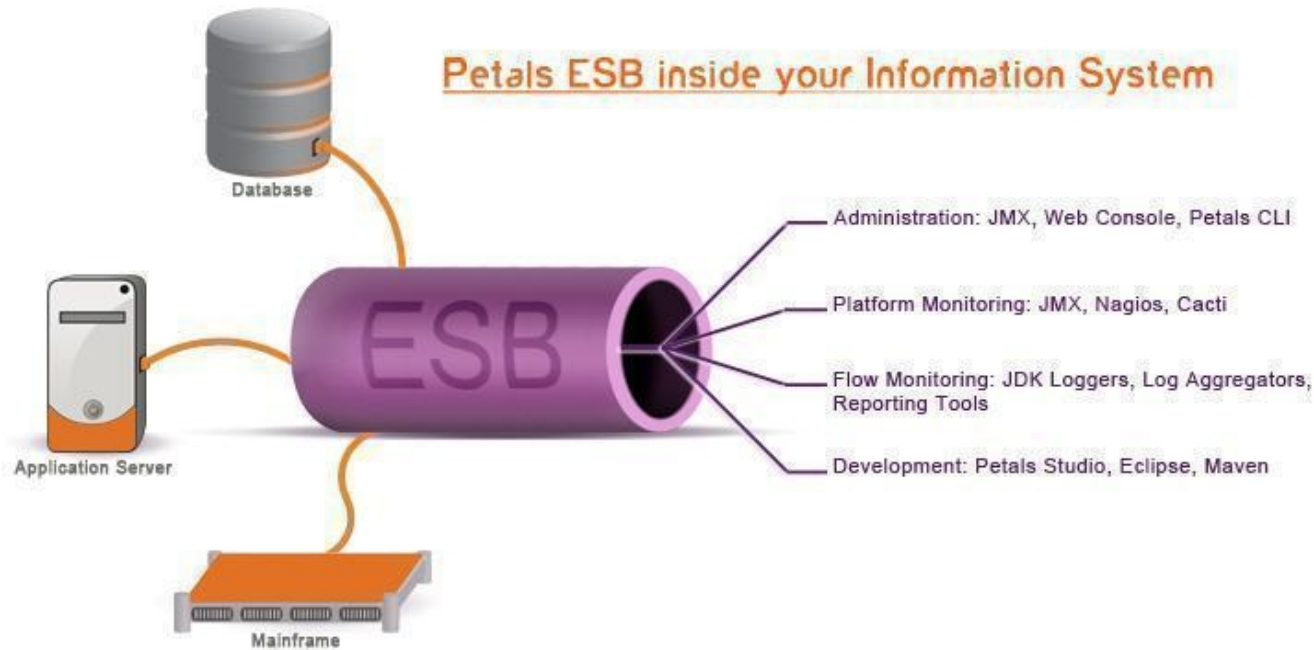 Petals ESB inside your Information System
Database
Administration: JMX, Web Console, Petals CLI
Platform Monitoring: JMX, Nagios, Cacti
ESB
Flow Monitoring: JDK Loggers, Log Aggregators,
Reporting Tools
Application Server
Development: Petals Studio, Eclipse, Maven
Mainframe